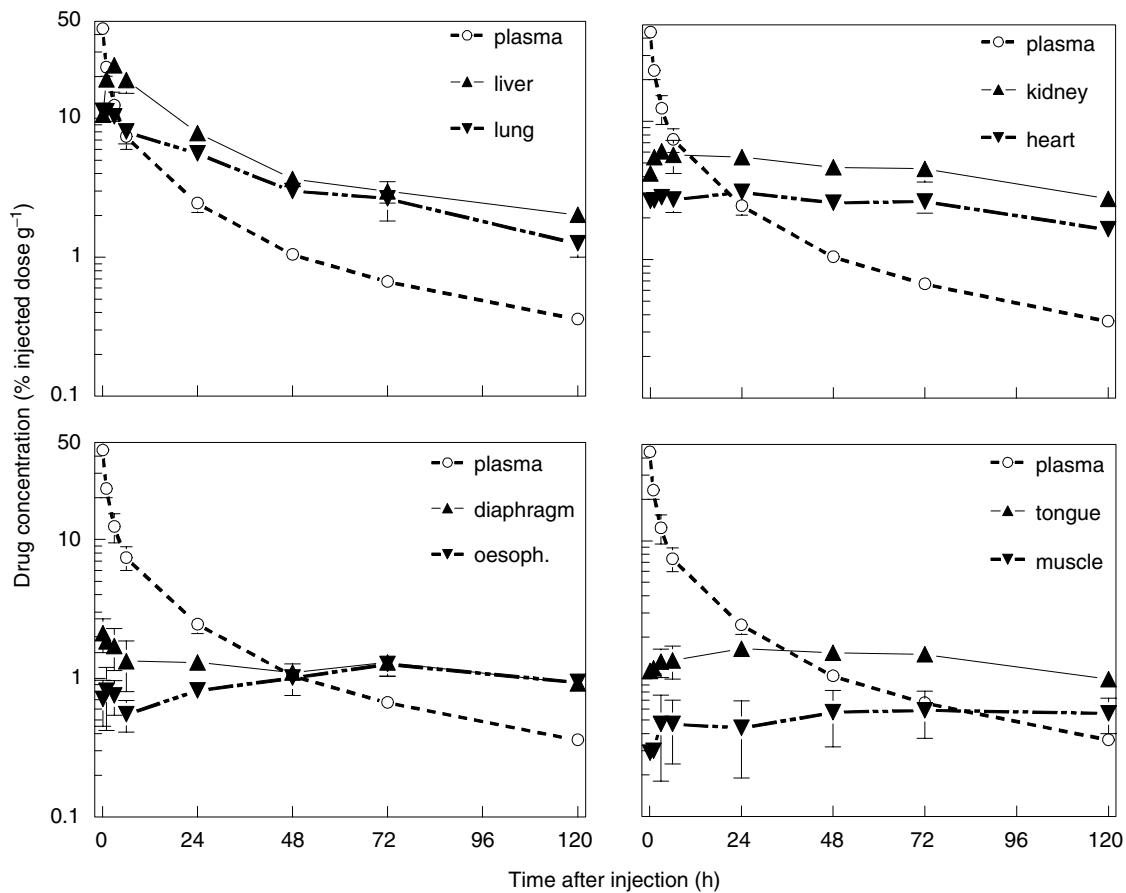 50
10
1
0.1
plasma
liver
lung
plasma
kidney
heart
Drug concentration (% injected dose g⁻¹)
50
10
1
0.1
plasma
diaphragm
oesoph.
plasma
tongue
muscle
0 24 48 72 96 120
0 24 48 72 96 120
Time after injection (h)